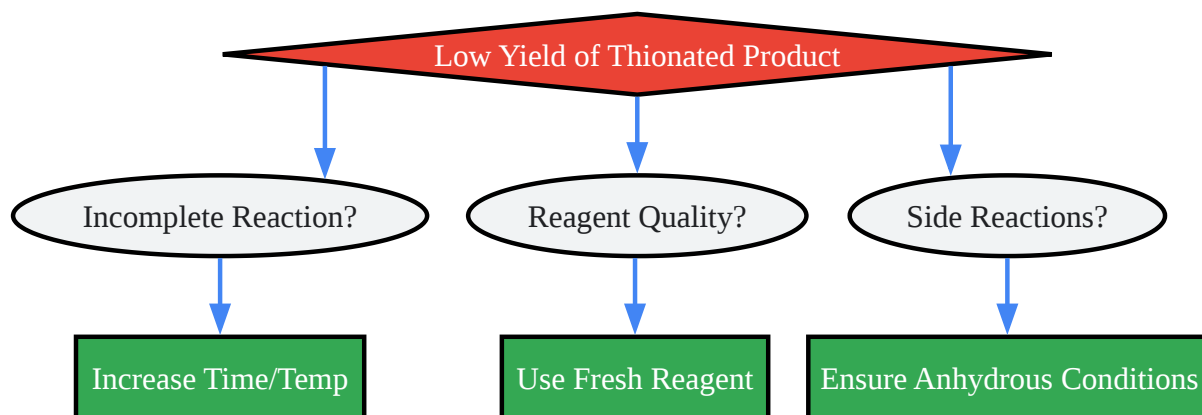 Low Yield of Thionated Product
Incomplete Reaction?
Reagent Quality?
Side Reactions?
Increase Time/Temp
Use Fresh Reagent
Ensure Anhydrous Conditions